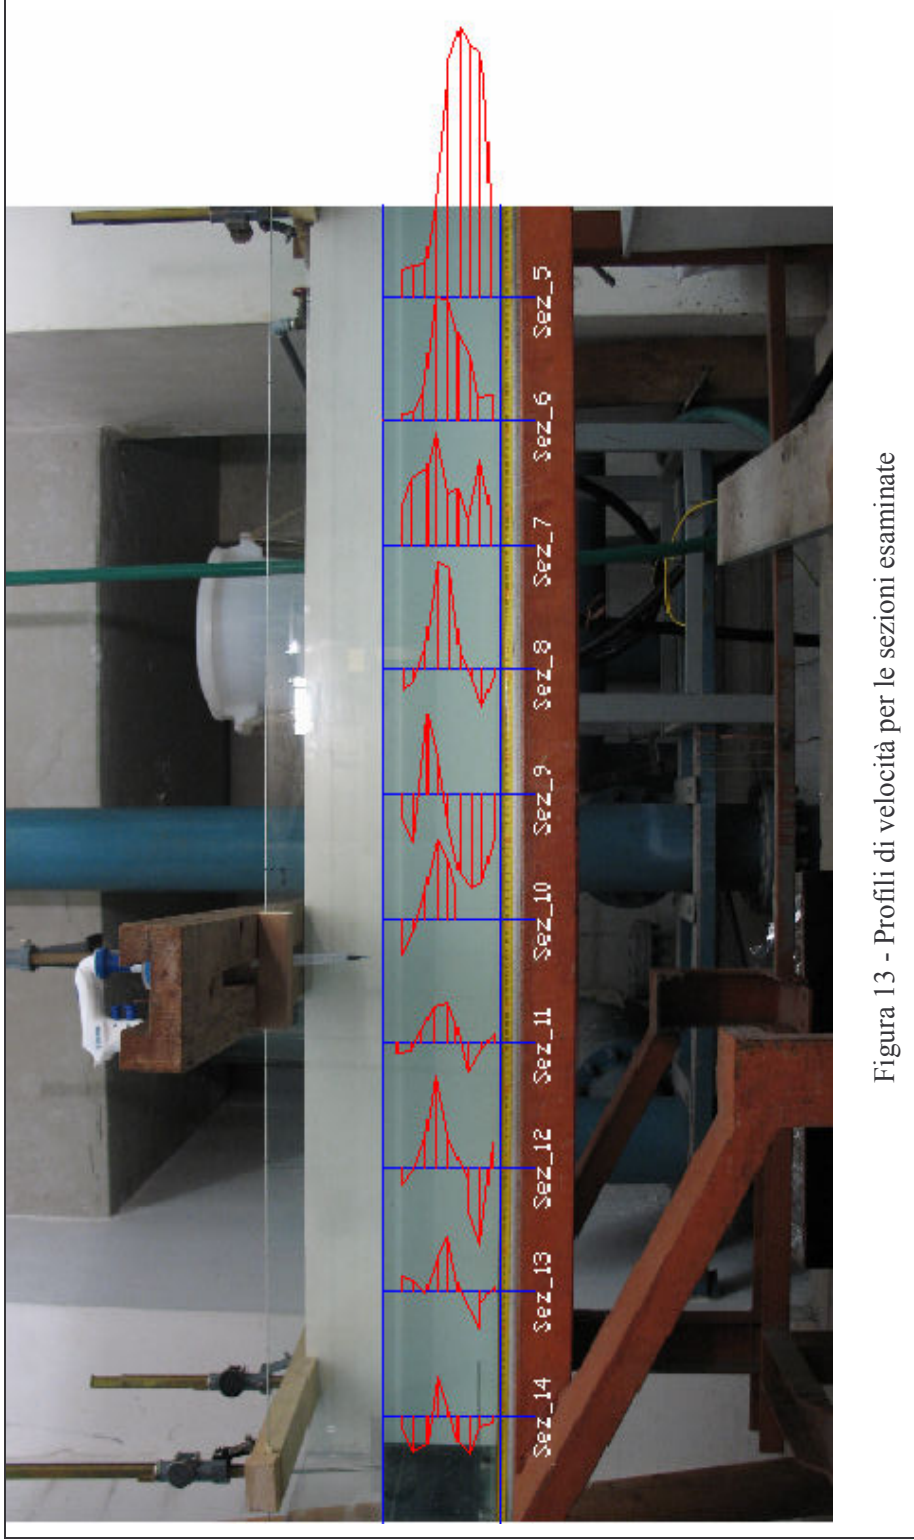 Sez_14 Sez_13 Sez_12 Sez_11 Sez_10 Sez_9 Sez_8 Sez_7 Sez_6 Sez_5
Figura 13 - Profili di velocità per le sezioni esaminate